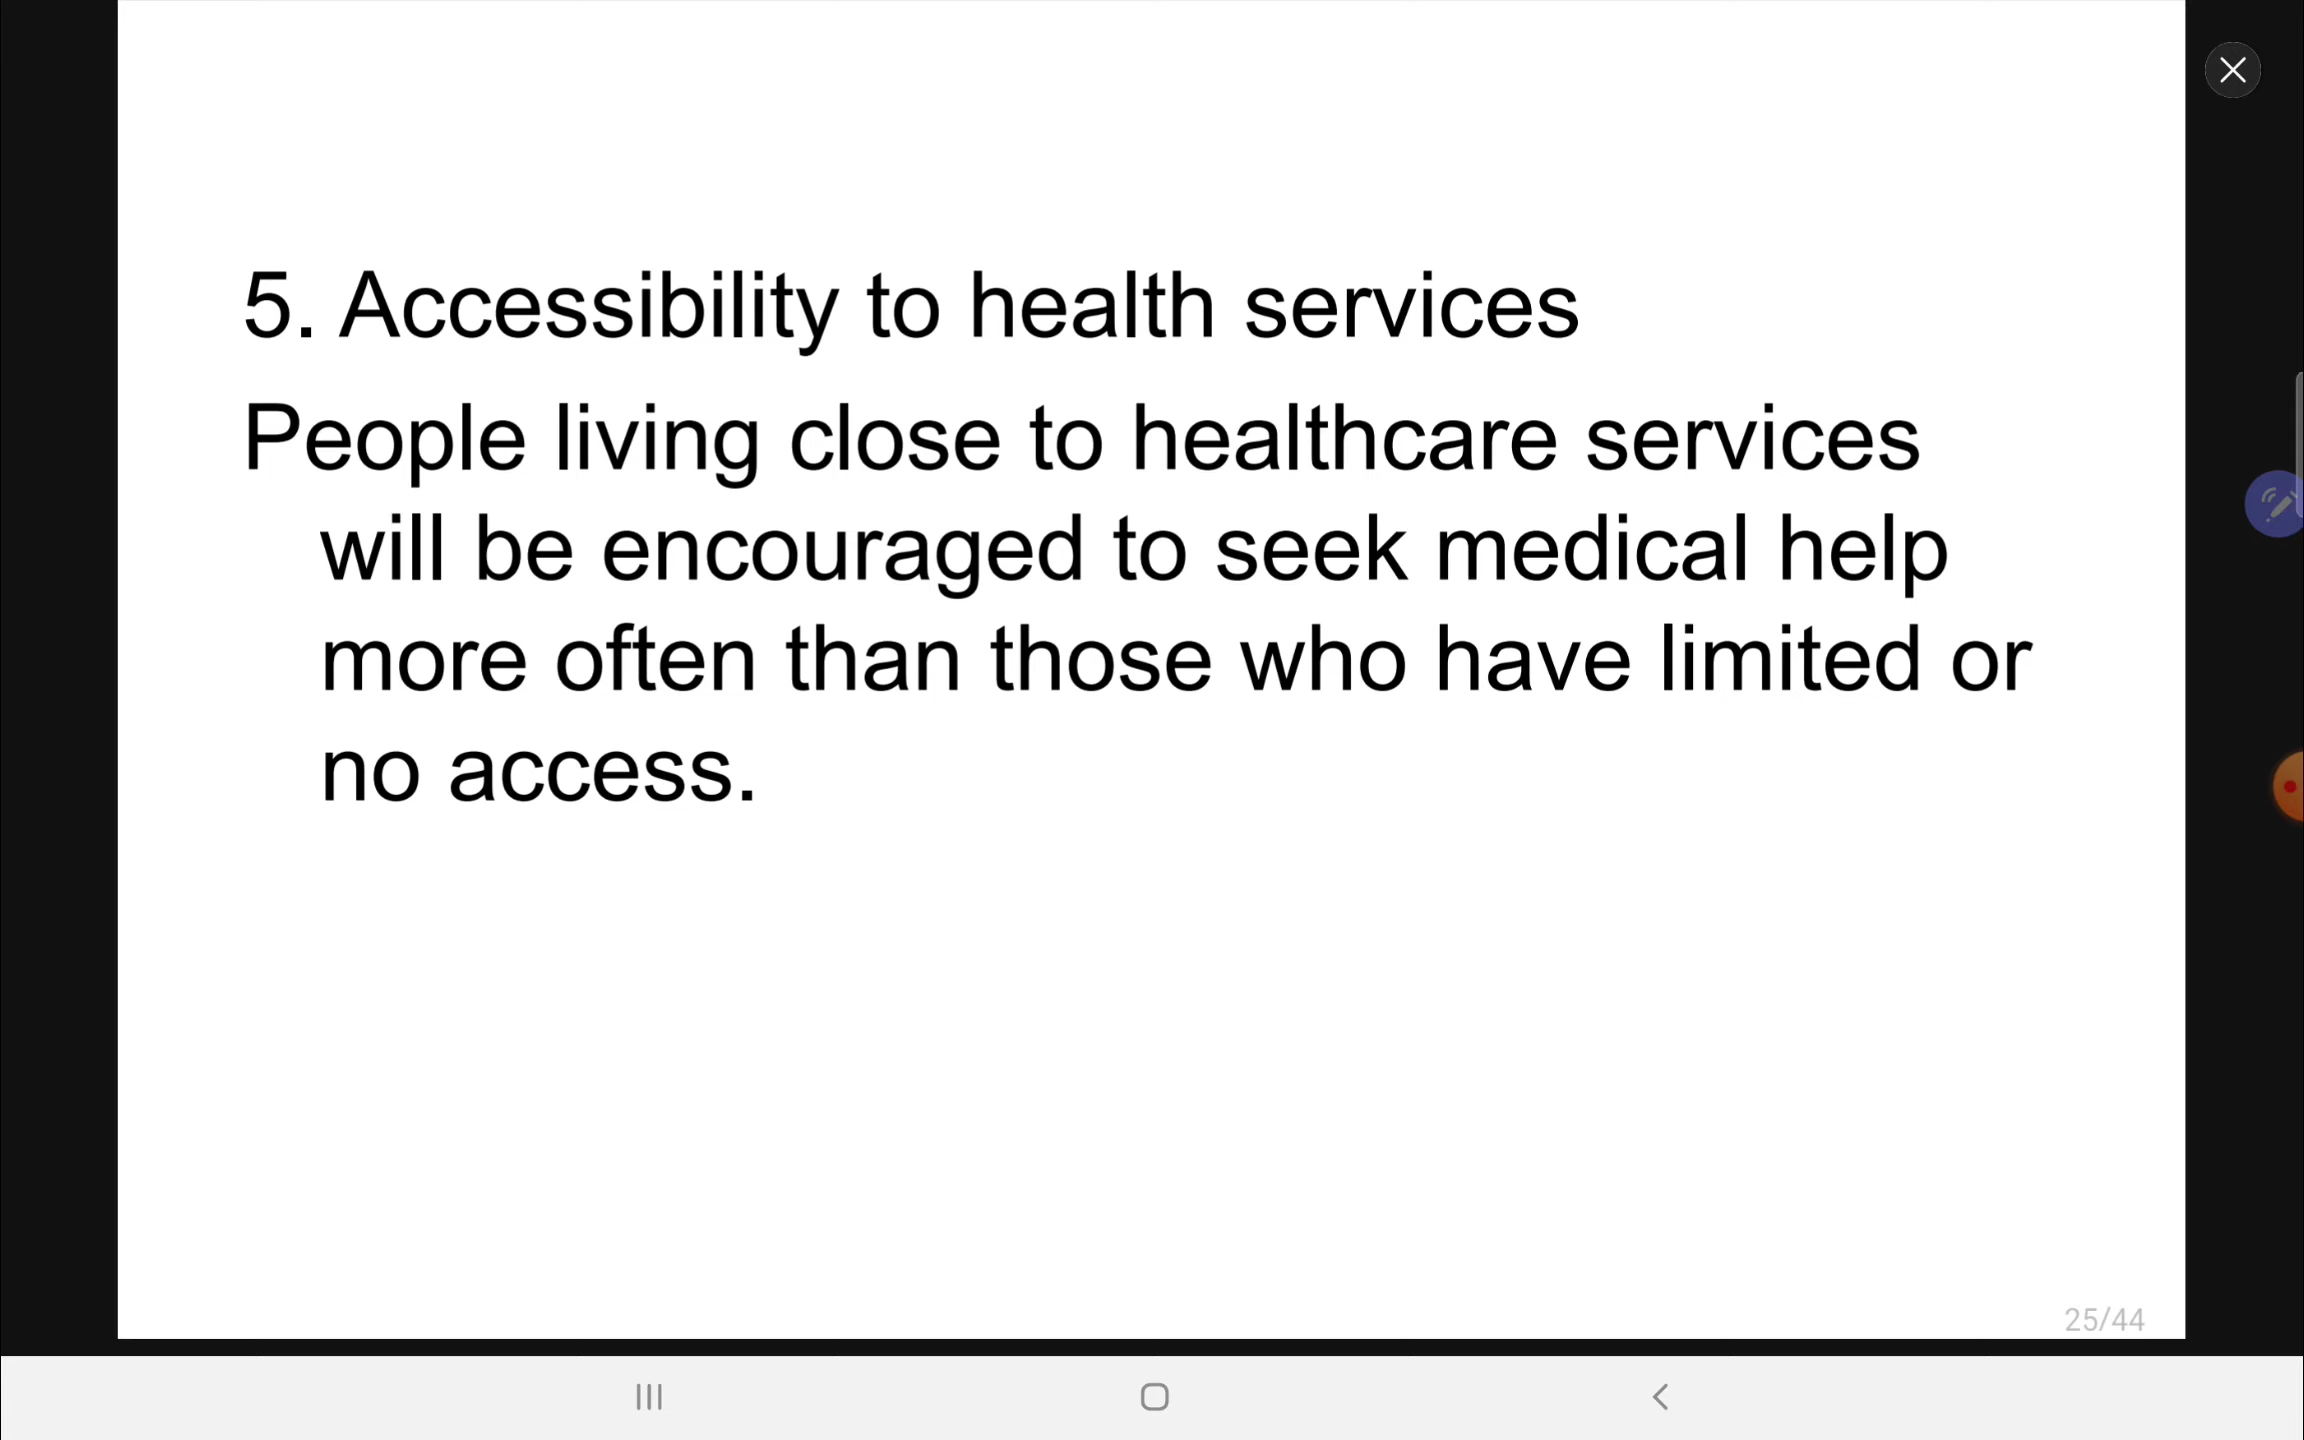 5. Accessibility to health services
People living close to healthcare services
will be encouraged to seek medical help
more often than those who have limited or
no access.
25/44